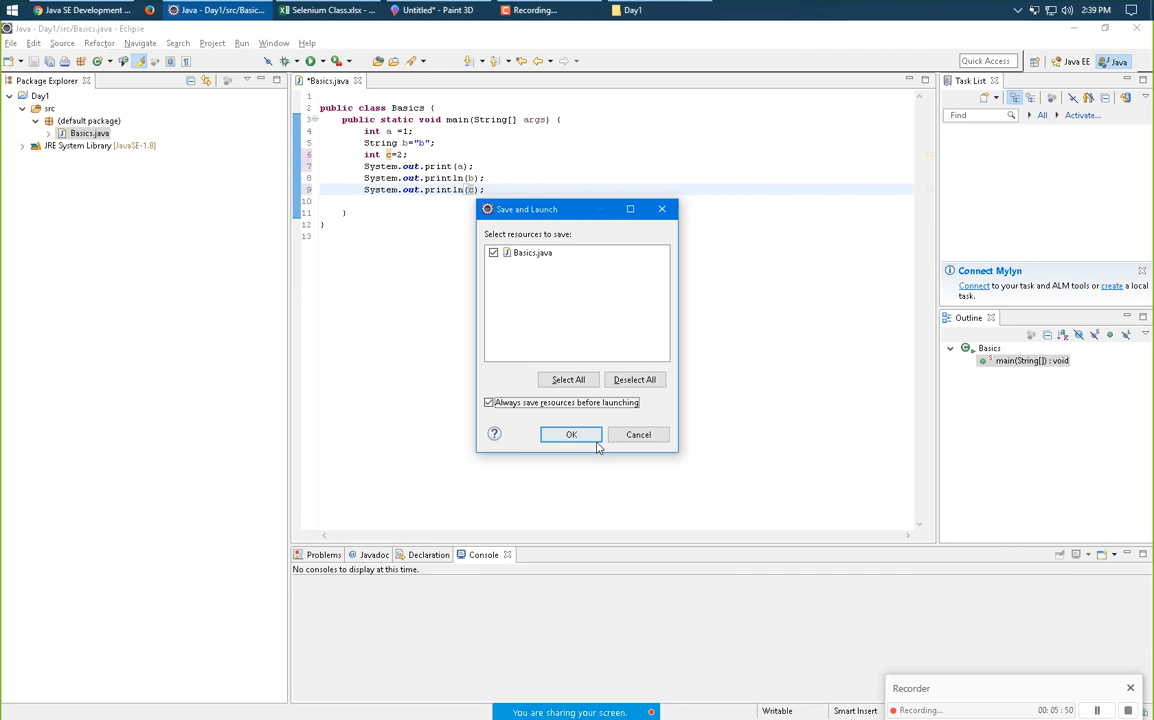 Java SE Development ...
Java - Day1/src/Basic...
Selenium Class.xlsx - ...
Untitled* - Paint 3D
Recording...
Day1
2:39 PM
Java - Day1/src/Basics.java - Eclipse
File Edit Source Refactor Navigate Search Project Run Window Help
Quick Access
Java EE
Java
Package Explorer
*Basics.java
Task List
Day1
src
(default package)
Basics.java
JRE System Library [JavaSE-1.8]
1
2 public class Basics {
3 public static void main(String[] args) {
4 int a =1;
5 String b="b";
6 int c=2;
7 System.out.print(a);
8 System.out.println(b);
9 System.out.println(c);
10
11 }
12 }
13
Save and Launch
Select resources to save:
Basics.java
Select All
Deselect All
Always save resources before launching
?
OK
Cancel
Find
All
Activate...
Connect Mylyn
Connect to your task and ALM tools or create a local
task.
Outline
Basics
main(String[]) : void
Problems
@ Javadoc
Declaration
Console
No consoles to display at this time.
You are sharing your screen.
Writable
Smart Insert
Recorder
Recording...
00 : 05 : 50